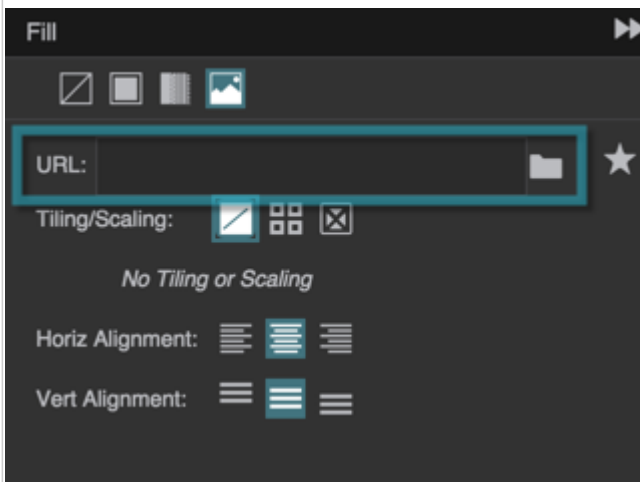 Fill
URL:
Tiling/Scaling:
No Tiling or Scaling
Horiz Alignment:
Vert Alignment: